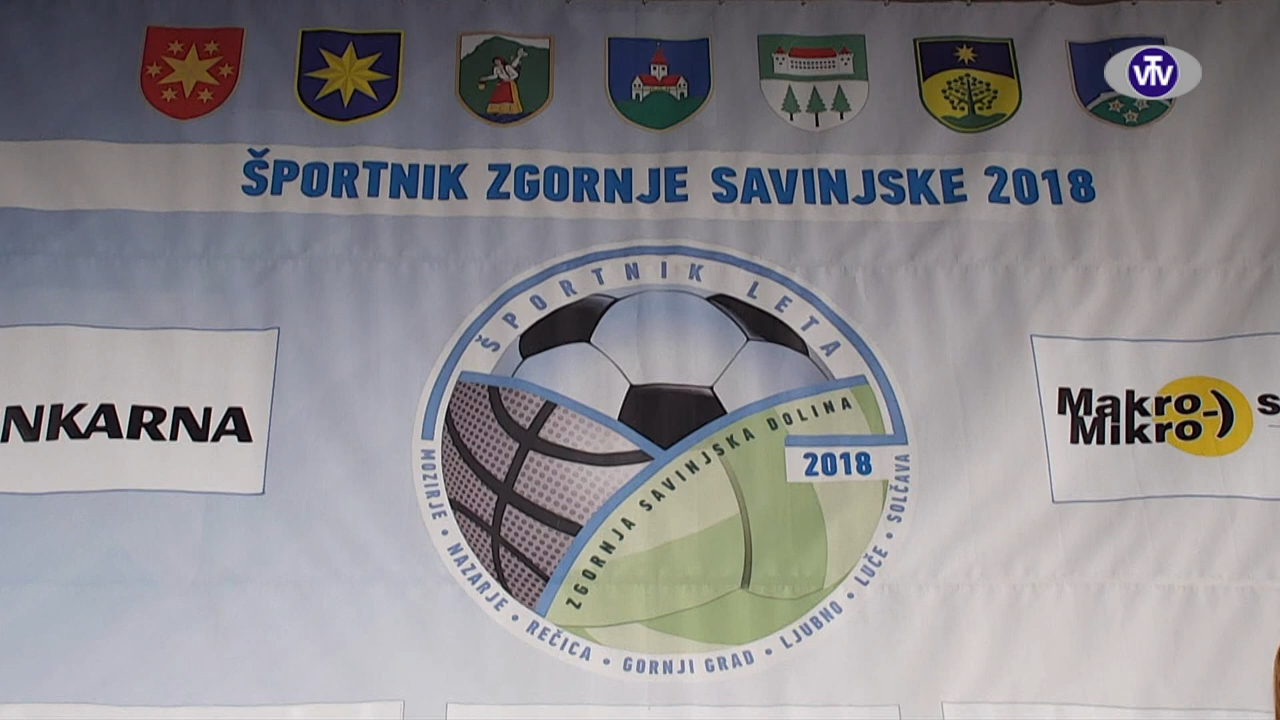 VTV
ŠPORTNIK ZGORNJE SAVINJSKE 2018
ŠPORTNIK LETA
ZGORNJA SAVINJSKA DOLINA
2018
MOZIRJE • NAZARJE • REČICA • GORNJI GRAD • LJUBNO • LUČE • SOLČAVA
NKARNA
Makro-
Mikro
s